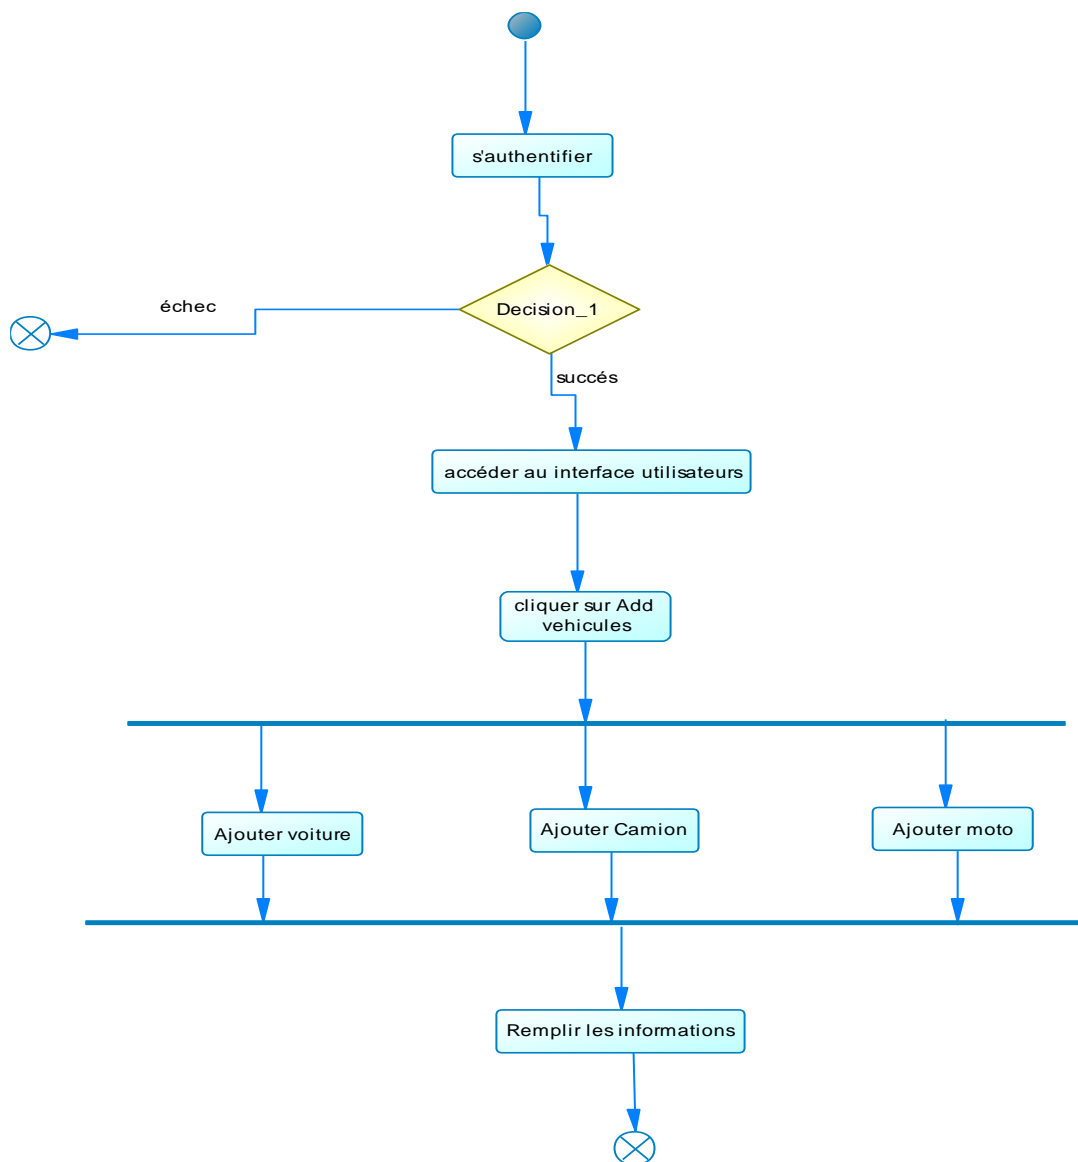 s'authentifier
Decision_1
échec
succés
accéder au interface utilisateurs
cliquer sur Add
vehicules
Ajouter voiture
Ajouter Camion
Ajouter moto
Remplir les informations